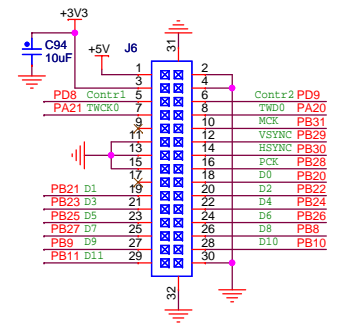 +3V3
C94
10uF
+5V
J6
31
1 2
3 4
PD8 Contr1 5 6 Contr2 PD9
PA21 TWCK0 7 8 TWD0 PA20
9 10 MCK PB31
11 12 VSYNC PB29
13 14 HSYNC PB30
15 16 PCK PB28
17 18 D0 PB20
PB21 D1 19 20 D2 PB22
PB23 D3 21 22 D4 PB24
PB25 D5 23 24 D6 PB26
PB27 D7 25 26 D8 PB8
PB9 D9 27 28 D10 PB10
PB11 D11 29 30
32